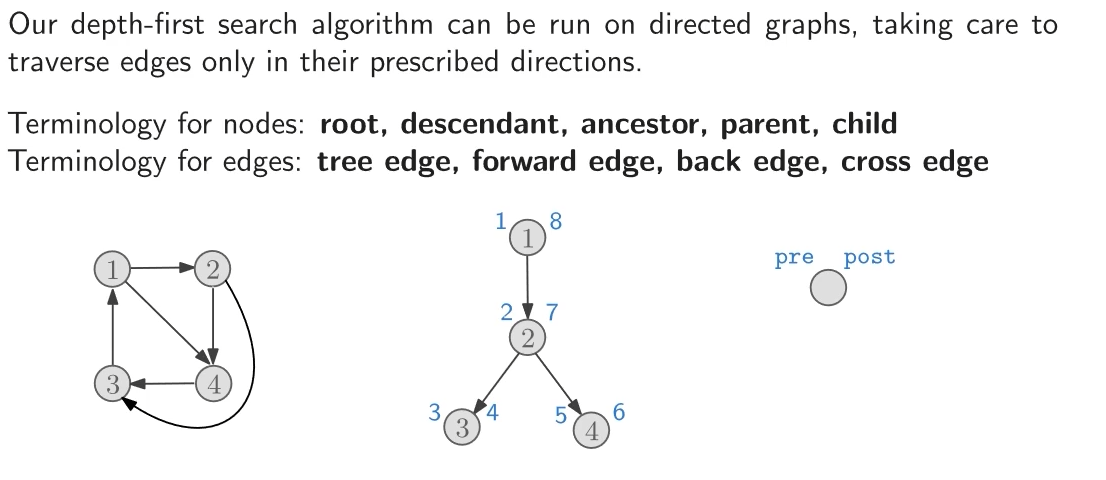 Our depth-first search algorithm can be run on directed graphs, taking care to
traverse edges only in their prescribed directions.
Terminology for nodes: root, descendant, ancestor, parent, child
Terminology for edges: tree edge, forward edge, back edge, cross edge
1 2
3 4
1 1 8
2 2 7
3 3 4
5 4 6
pre post